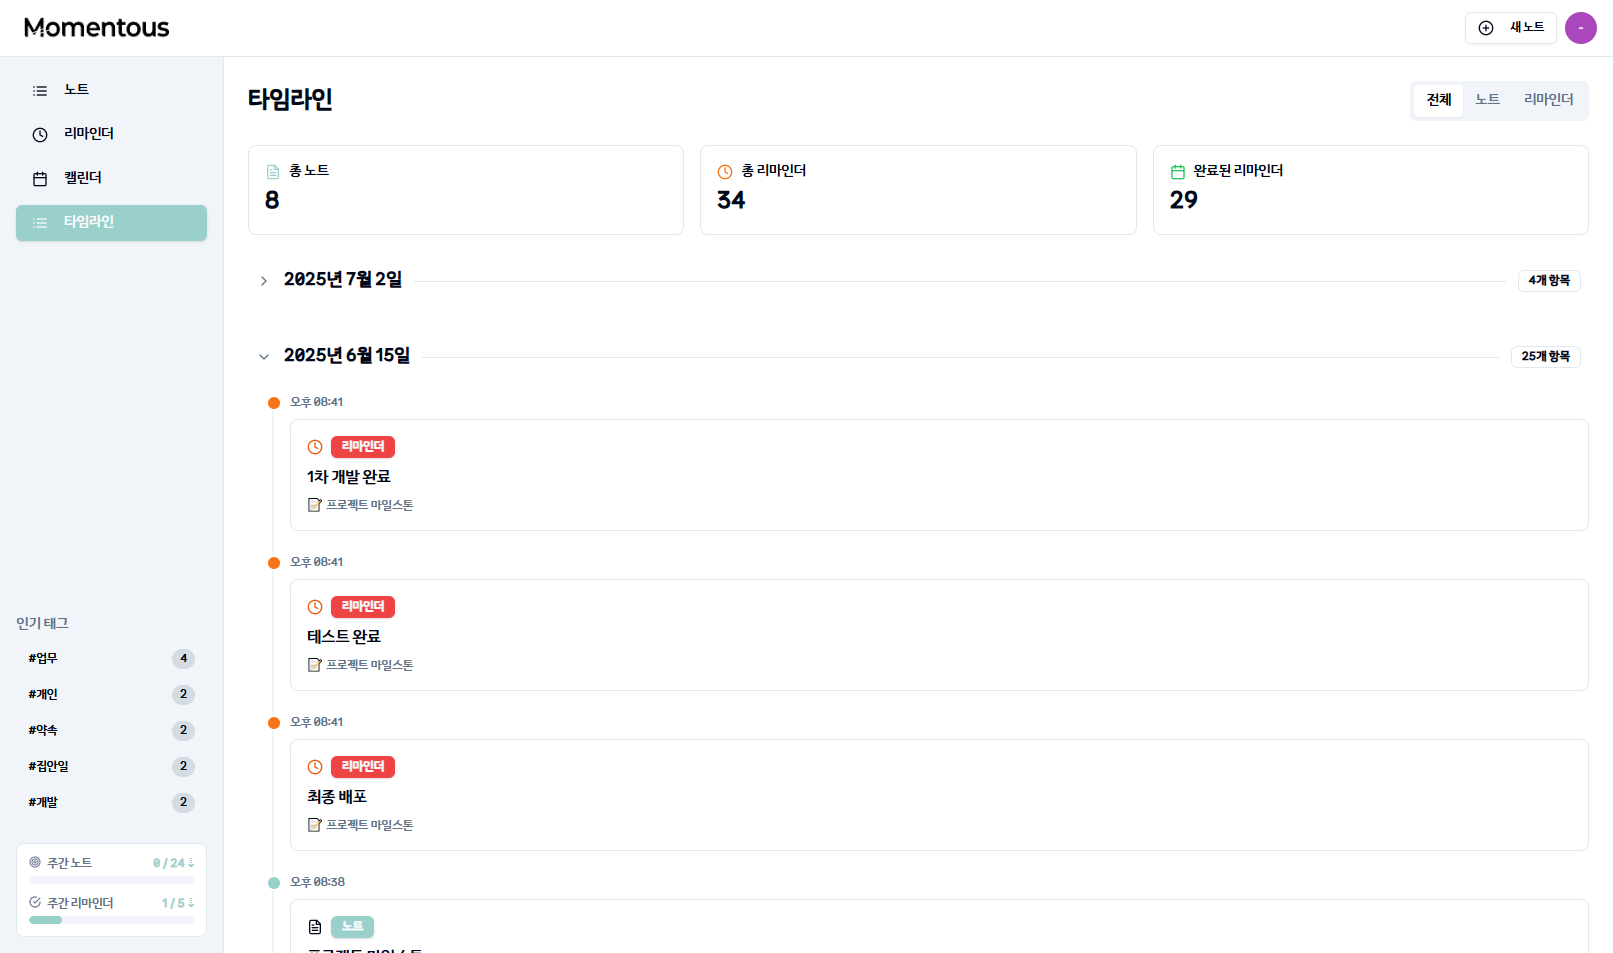 Momentous
새 노트
-
노트
리마인더
캘린더
타임라인
인기 태그
#업무 4
#개인 2
#약속 2
#집안일 2
#개발 2
주간 노트 0 / 24 ⇣
주간 리마인더 1 / 5 ⇣
타임라인
전체 노트 리마인더
총 노트
8
총 리마인더
34
완료된 리마인더
29
2025년 7월 2일
4개 항목
2025년 6월 15일
25개 항목
오후 08:41
리마인더
1차 개발 완료
📝 프로젝트 마일스톤
오후 08:41
리마인더
테스트 완료
📝 프로젝트 마일스톤
오후 08:41
리마인더
최종 배포
📝 프로젝트 마일스톤
오후 08:38
노트
프로젝트 마일스톤